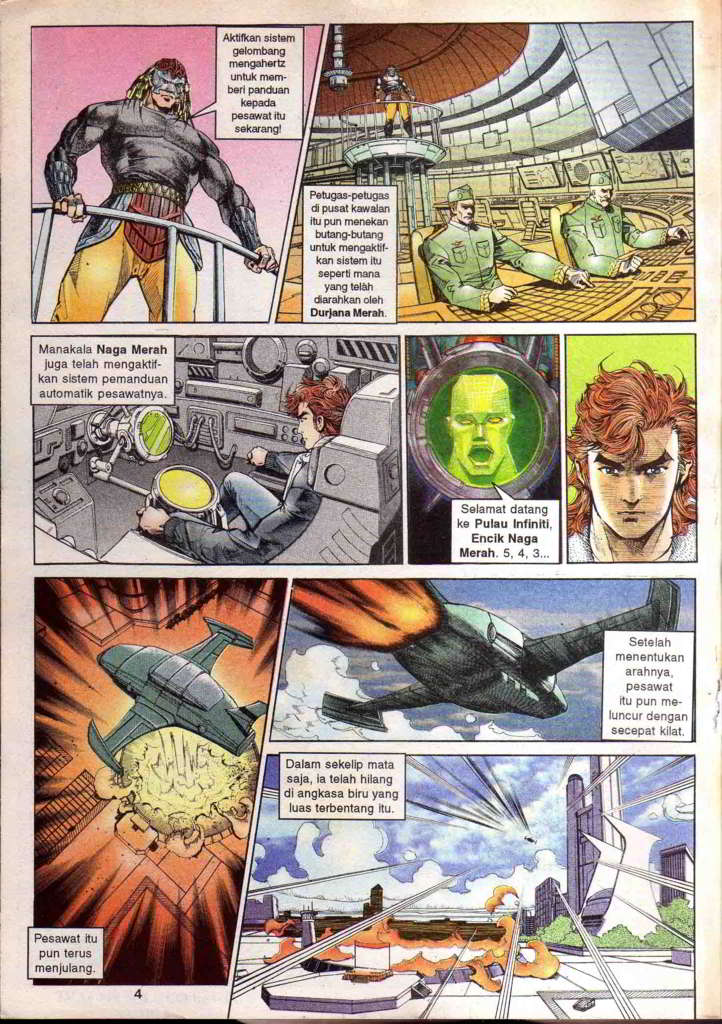 Aktifkan sistem
gelombang
mengahertz
untuk mem-
beri panduan
kepada
pesawat itu
sekarang!
Petugas-petugas
di pusat kawalan
itu pun menekan
butang-butang
untuk mengaktif-
kan sistem itu
seperti mana
yang telah
diarahkan oleh
Durjana Merah.
Manakala Naga Merah
juga telah mengaktif-
kan sistem pemanduan
automatik pesawatnya.
Selamat datang
ke Pulau Infiniti,
Encik Naga
Merah. 5, 4, 3...
Pesawat itu
pun terus
menjulang.
Setelah
menentukan
arahnya,
pesawat
itu pun me-
luncur dengan
secepat kilat.
Dalam sekelip mata
saja, ia telah hilang
di angkasa biru yang
luas terbentang itu.
4